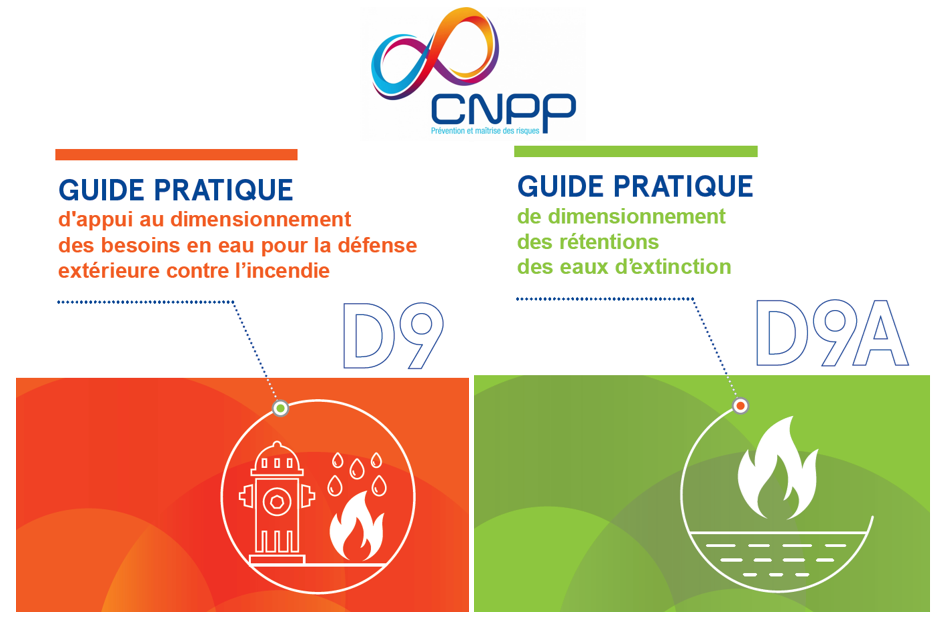 CNPP
Prévention et maîtrise des risques
GUIDE PRATIQUE
d'appui au dimensionnement
des besoins en eau pour la défense
extérieure contre l’incendie
D9
GUIDE PRATIQUE
de dimensionnement
des rétentions
des eaux d’extinction
D9A